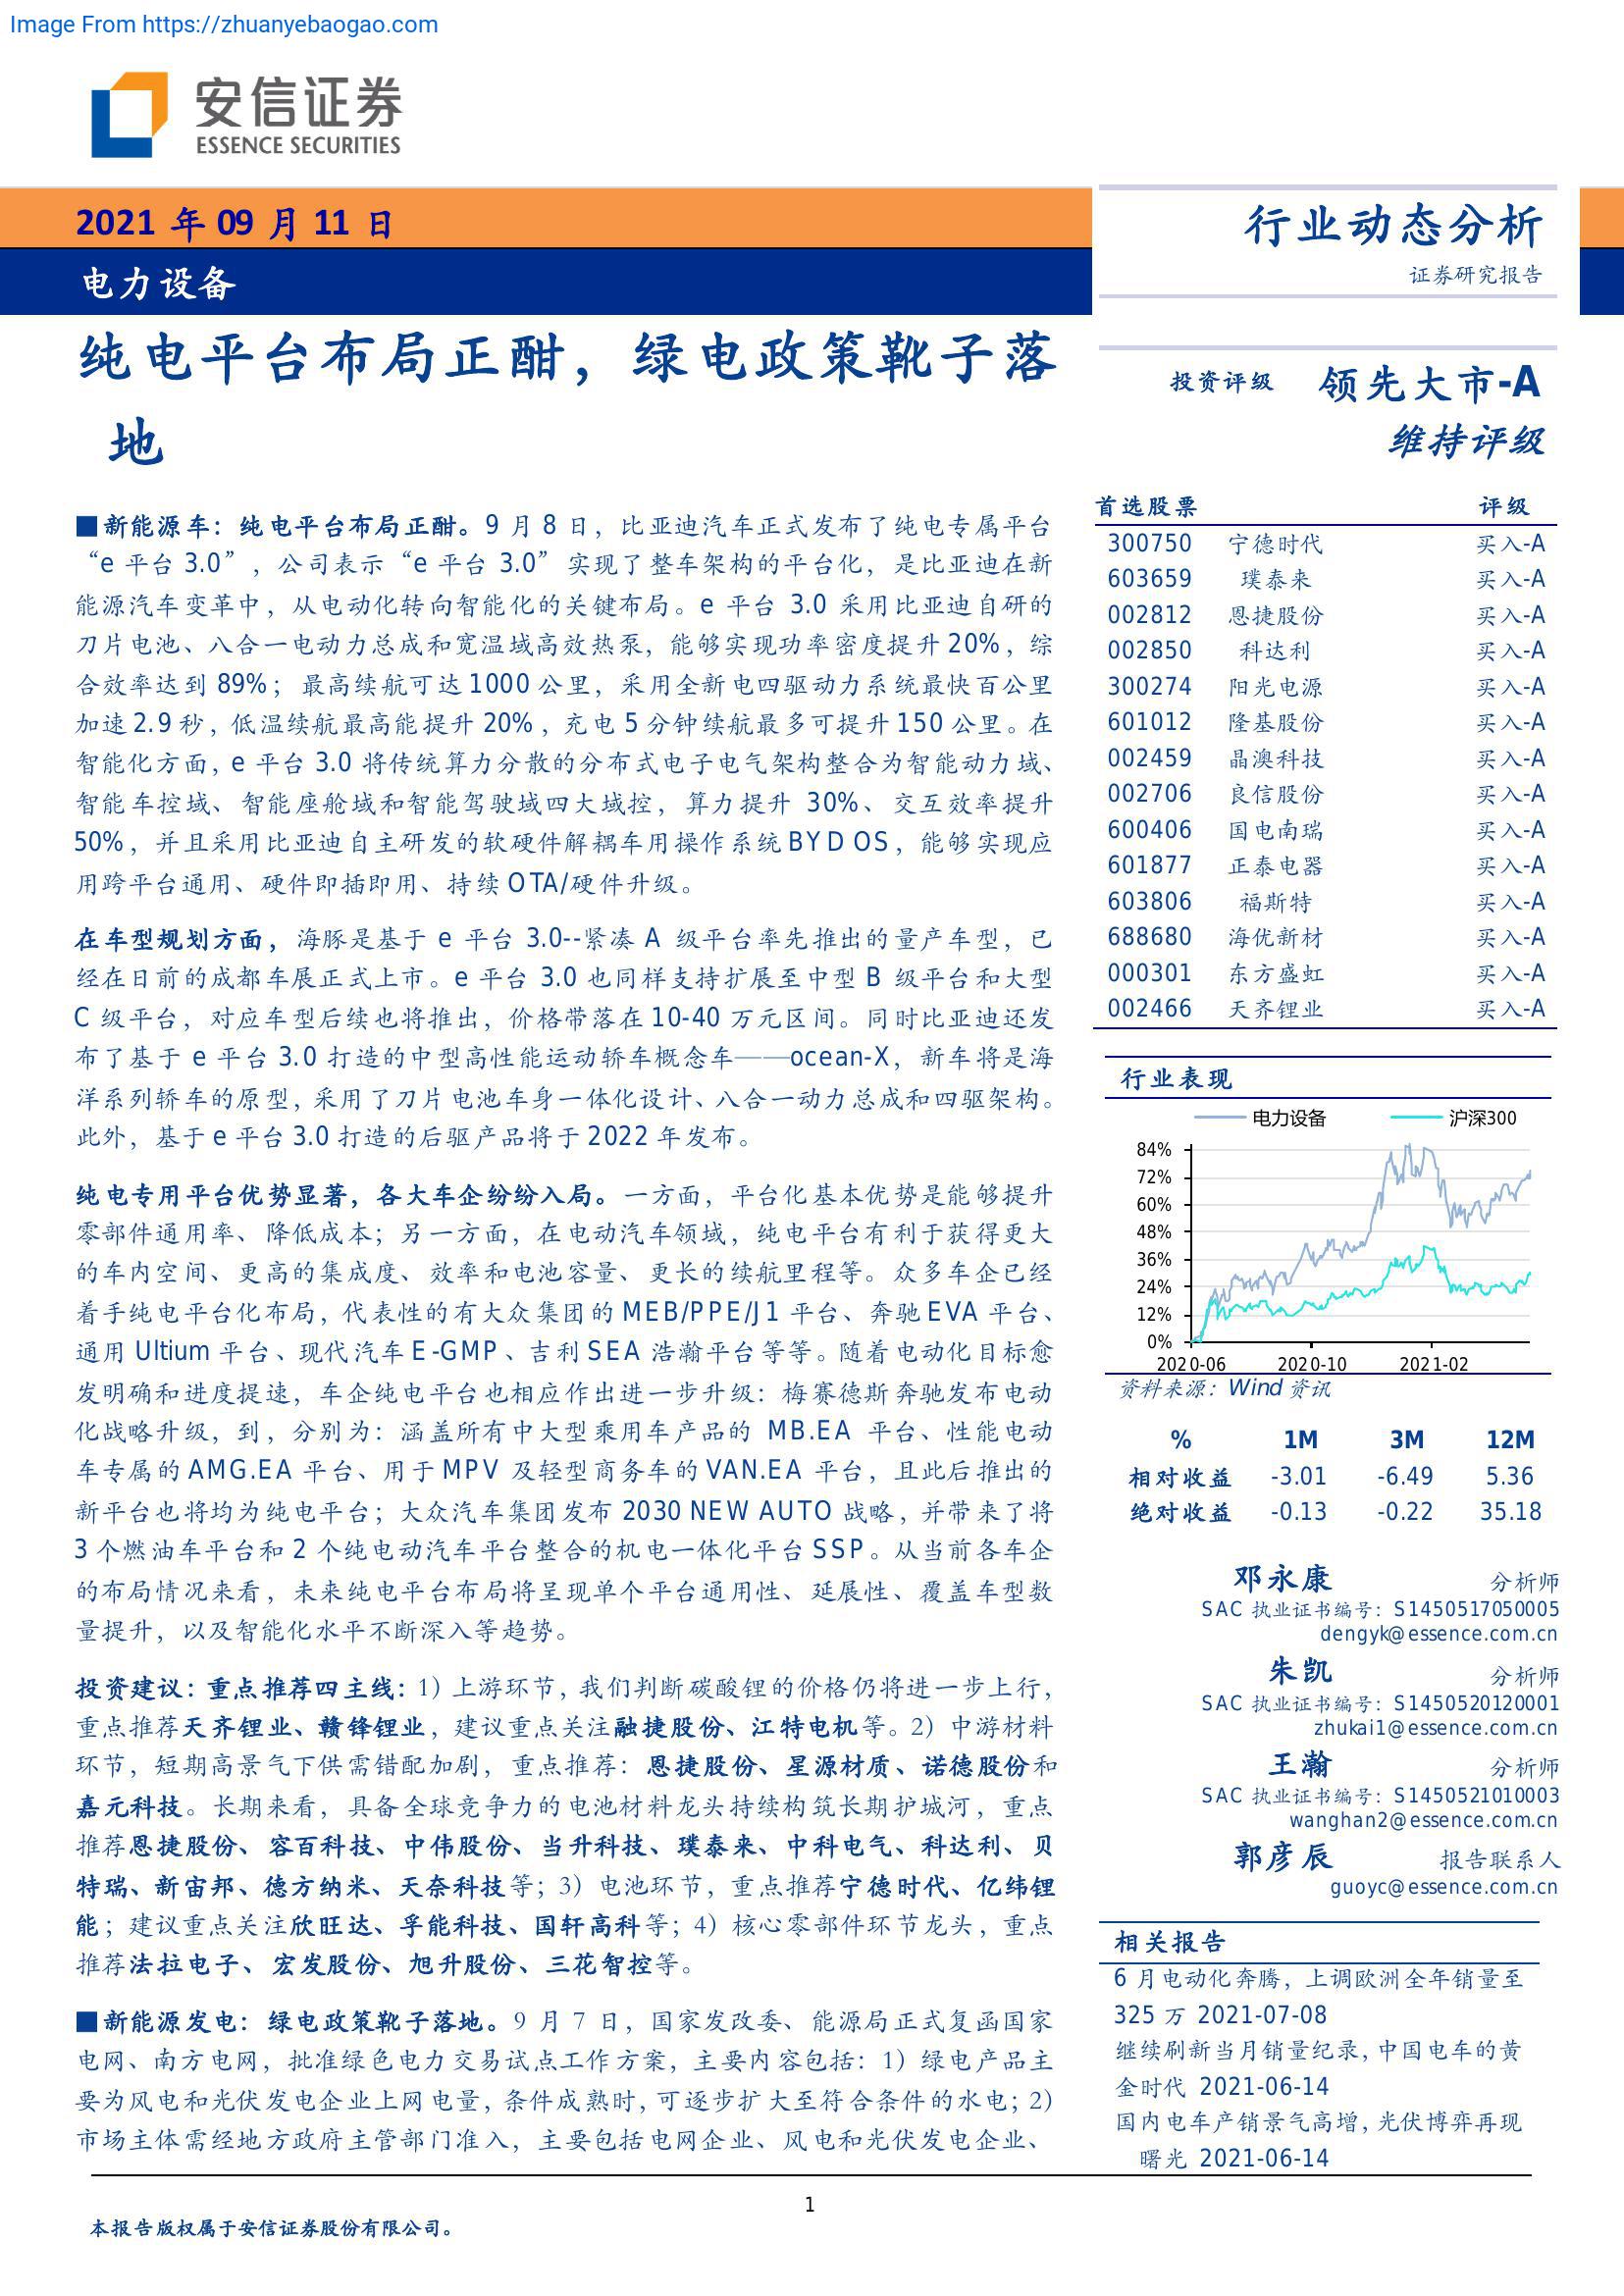 Image From https://zhuanyebaogao.com
安信证券
ESSENCE SECURITIES
2021 年 09 月 11 日
电力设备
行业动态分析
证券研究报告
纯电平台布局正酣，绿电政策靴子落
地
■新能源车：纯电平台布局正酣。9 月 8 日，比亚迪汽车正式发布了纯电专属平台
“e 平台 3.0”，公司表示“e 平台 3.0”实现了整车架构的平台化，是比亚迪在新
能源汽车变革中，从电动化转向智能化的关键布局。e 平台 3.0 采用比亚迪自研的
刀片电池、八合一电动力总成和宽温域高效热泵，能够实现功率密度提升 20%，综
合效率达到 89%；最高续航可达 1000 公里，采用全新电四驱动力系统最快百公里
加速 2.9 秒，低温续航最高能提升 20%，充电 5 分钟续航最多可提升 150 公里。在
智能化方面，e 平台 3.0 将传统算力分散的分布式电子电气架构整合为智能动力域、
智能车控域、智能座舱域和智能驾驶域四大域控，算力提升 30%、交互效率提升
50%，并且采用比亚迪自主研发的软硬件解耦车用操作系统 BYD OS，能够实现应
用跨平台通用、硬件即插即用、持续 OTA/硬件升级。
在车型规划方面，海豚是基于 e 平台 3.0--紧凑 A 级平台率先推出的量产车型，已
经在日前的成都车展正式上市。e 平台 3.0 也同样支持扩展至中型 B 级平台和大型
C 级平台，对应车型后续也将推出，价格带落在 10-40 万元区间。同时比亚迪还发
布了基于 e 平台 3.0 打造的中型高性能运动轿车概念车——ocean-X，新车将是海
洋系列轿车的原型，采用了刀片电池车身一体化设计、八合一动力总成和四驱架构。
此外，基于 e 平台 3.0 打造的后驱产品将于 2022 年发布。
纯电专用平台优势显著，各大车企纷纷入局。一方面，平台化基本优势是能够提升
零部件通用率、降低成本；另一方面，在电动汽车领域，纯电平台有利于获得更大
的车内空间、更高的集成度、效率和电池容量、更长的续航里程等。众多车企已经
着手纯电平台化布局，代表性的有大众集团的 MEB/PPE/J1 平台、奔驰 EVA 平台、
通用 Ultium 平台、现代汽车 E-GMP、吉利 SEA 浩瀚平台等等。随着电动化目标愈
发明确和进度提速，车企纯电平台也相应作出进一步升级：梅赛德斯奔驰发布电动
化战略升级，到，分别为：涵盖所有中大型乘用车产品的 MB.EA 平台、性能电动
车专属的 AMG.EA 平台、用于 MPV 及轻型商务车的 VAN.EA 平台，且此后推出的
新平台也将均为纯电平台；大众汽车集团发布 2030 NEW AUTO 战略，并带来了将
3 个燃油车平台和 2 个纯电动汽车平台整合的机电一体化平台 SSP。从当前各车企
的布局情况来看，未来纯电平台布局将呈现单个平台通用性、延展性、覆盖车型数
量提升，以及智能化水平不断深入等趋势。
投资建议：重点推荐四主线：1）上游环节，我们判断碳酸锂的价格仍将进一步上行，
重点推荐天齐锂业、赣锋锂业，建议重点关注融捷股份、江特电机等。2）中游材料
环节，短期高景气下供需错配加剧，重点推荐：恩捷股份、星源材质、诺德股份和
嘉元科技。长期来看，具备全球竞争力的电池材料龙头持续构筑长期护城河，重点
推荐恩捷股份、容百科技、中伟股份、当升科技、璞泰来、中科电气、科达利、贝
特瑞、新宙邦、德方纳米、天奈科技等；3）电池环节，重点推荐宁德时代、亿纬锂
能；建议重点关注欣旺达、孚能科技、国轩高科等；4）核心零部件环节龙头，重点
推荐法拉电子、宏发股份、旭升股份、三花智控等。
■新能源发电：绿电政策靴子落地。9 月 7 日，国家发改委、能源局正式复函国家
电网、南方电网，批准绿色电力交易试点工作方案，主要内容包括：1）绿电产品主
要为风电和光伏发电企业上网电量，条件成熟时，可逐步扩大至符合条件的水电；2）
市场主体需经地方政府主管部门准入，主要包括电网企业、风电和光伏发电企业、
投资评级 领先大市-A
维持评级
首选股票 评级
300750 宁德时代 买入-A
603659 璞泰来 买入-A
002812 恩捷股份 买入-A
002850 科达利 买入-A
300274 阳光电源 买入-A
601012 隆基股份 买入-A
002459 晶澳科技 买入-A
002706 良信股份 买入-A
600406 国电南瑞 买入-A
601877 正泰电器 买入-A
603806 福斯特 买入-A
688680 海优新材 买入-A
000301 东方盛虹 买入-A
002466 天齐锂业 买入-A
行业表现
电力设备 沪深300
84%
72%
60%
48%
36%
24%
12%
0%
2020-06 2020-10 2021-02
资料来源：Wind 资讯
% 1M 3M 12M
相对收益 -3.01 -6.49 5.36
绝对收益 -0.13 -0.22 35.18
邓永康 分析师
SAC 执业证书编号：S1450517050005
dengyk@essence.com.cn
朱凯 分析师
SAC 执业证书编号：S1450520120001
zhukai1@essence.com.cn
王瀚 分析师
SAC 执业证书编号：S1450521010003
wanghan2@essence.com.cn
郭彦辰 报告联系人
guoyc@essence.com.cn
相关报告
6 月电动化奔腾，上调欧洲全年销量至
325 万 2021-07-08
继续刷新当月销量纪录，中国电车的黄
金时代 2021-06-14
国内电车产销景气高增，光伏博弈再现
曙光 2021-06-14
1
本报告版权属于安信证券股份有限公司。